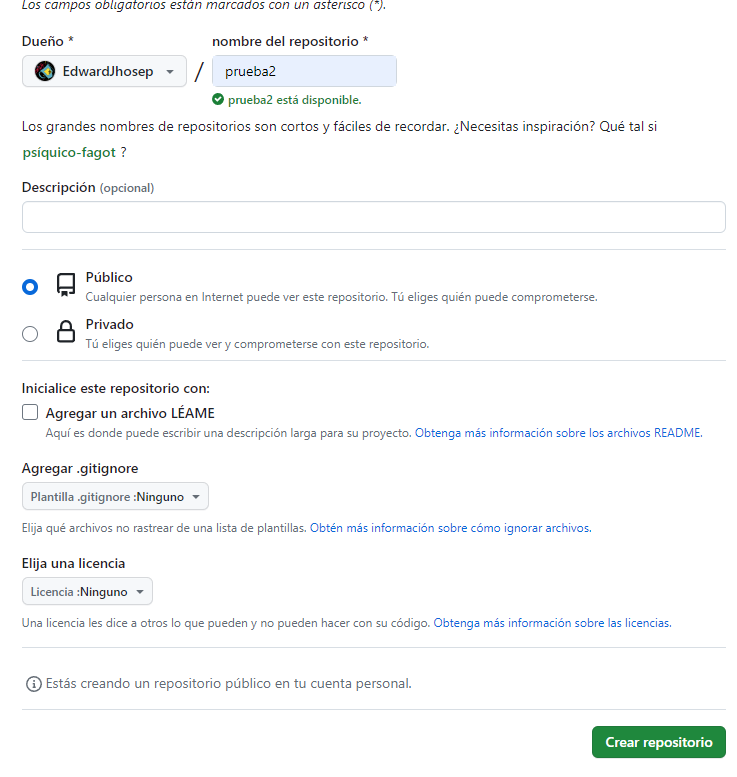 Los campos obligatorios están marcados con un asterisco (*).
Dueño * nombre del repositorio *
EdwardJhosep / prueba2
prueba2 está disponible.
Los grandes nombres de repositorios son cortos y fáciles de recordar. ¿Necesitas inspiración? Qué tal si
psíquico-fagot ?
Descripción (opcional)
Público
Cualquier persona en Internet puede ver este repositorio. Tú eliges quién puede comprometerse.
Privado
Tú eliges quién puede ver y comprometerse con este repositorio.
Inicialice este repositorio con:
Agregar un archivo LÉAME
Aquí es donde puede escribir una descripción larga para su proyecto. Obtenga más información sobre los archivos README.
Agregar .gitignore
Plantilla .gitignore :Ninguno
Elija qué archivos no rastrear de una lista de plantillas. Obtén más información sobre cómo ignorar archivos.
Elija una licencia
Licencia :Ninguno
Una licencia les dice a otros lo que pueden y no pueden hacer con su código. Obtenga más información sobre las licencias.
Estás creando un repositorio público en tu cuenta personal.
Crear repositorio